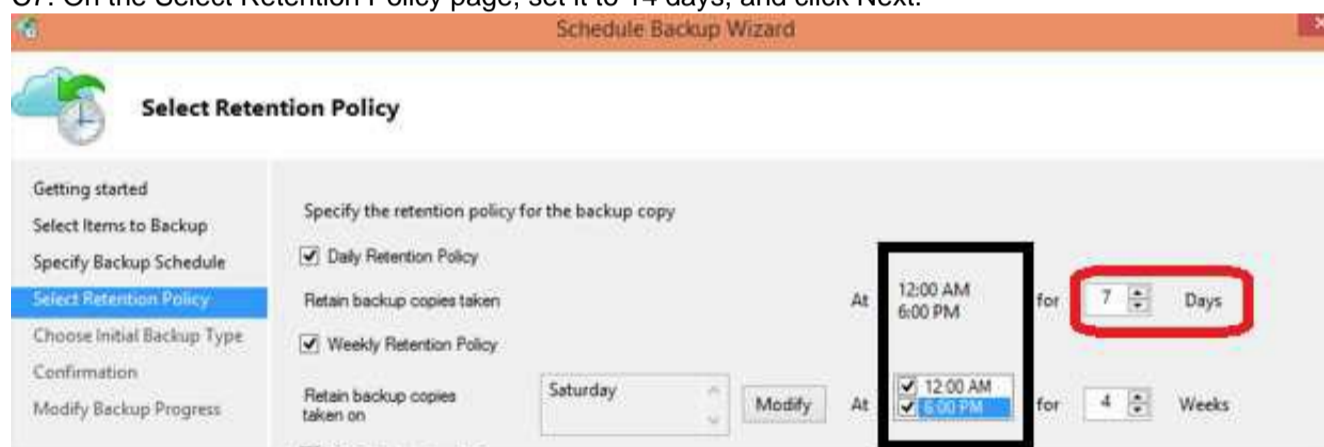 C7. On the Select Retention Policy page, set it to 14 days, and click Next.
Schedule Backup Wizard
Select Retention Policy
Getting started
Select Items to Backup
Specify Backup Schedule
Select Retention Policy
Choose Initial Backup Type
Confirmation
Modify Backup Progress
Specify the retention policy for the backup copy
Daily Retention Policy
Retain backup copies taken At 12:00 AM for 7 Days
6:00 PM
Weekly Retention Policy
Retain backup copies taken on Saturday Modify At 12:00 AM for 4 Weeks
6:00 PM